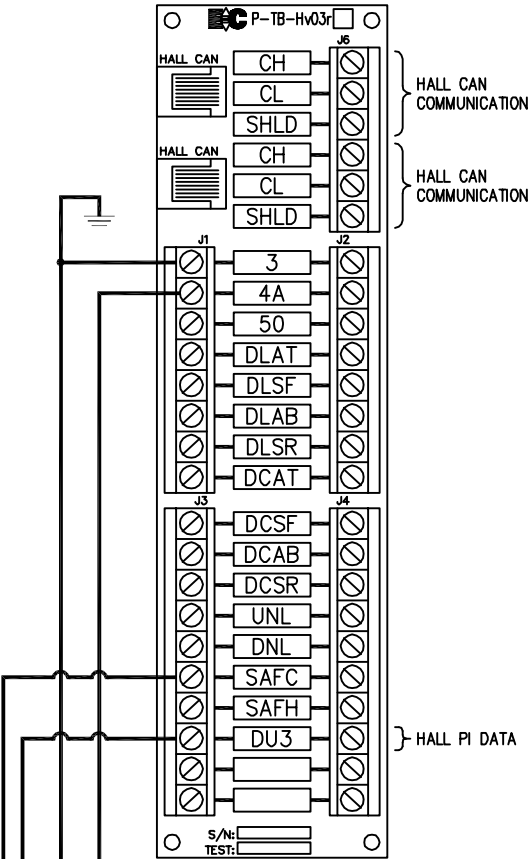 P-TB-Hv03r
J6
HALL CAN
CH
CL
SHLD
HALL CAN
COMMUNICATION
HALL CAN
CH
CL
SHLD
HALL CAN
COMMUNICATION
J1
J2
3
4A
50
DLAT
DLSF
DLAB
DLSR
DCAT
J3
J4
DCSF
DCAB
DCSR
UNL
DNL
SAFC
SAFH
DU3
HALL PI DATA
S/N:
TEST: